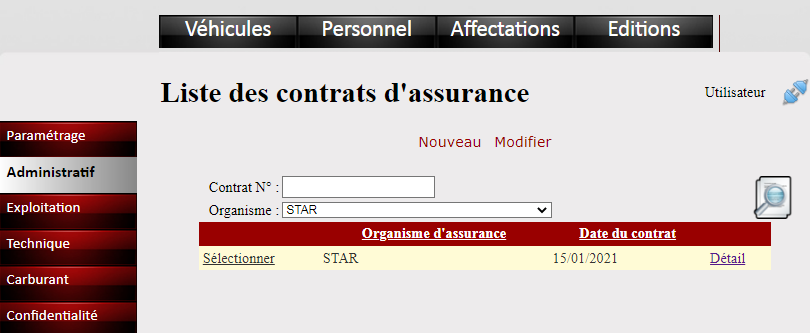 Véhicules Personnel Affectations Editions
Liste des contrats d'assurance
Utilisateur
Paramétrage
Administratif
Exploitation
Technique
Carburant
Confidentialité
Nouveau Modifier
Contrat N° :
Organisme : STAR
Organisme d'assurance Date du contrat
Sélectionner STAR 15/01/2021 Détail